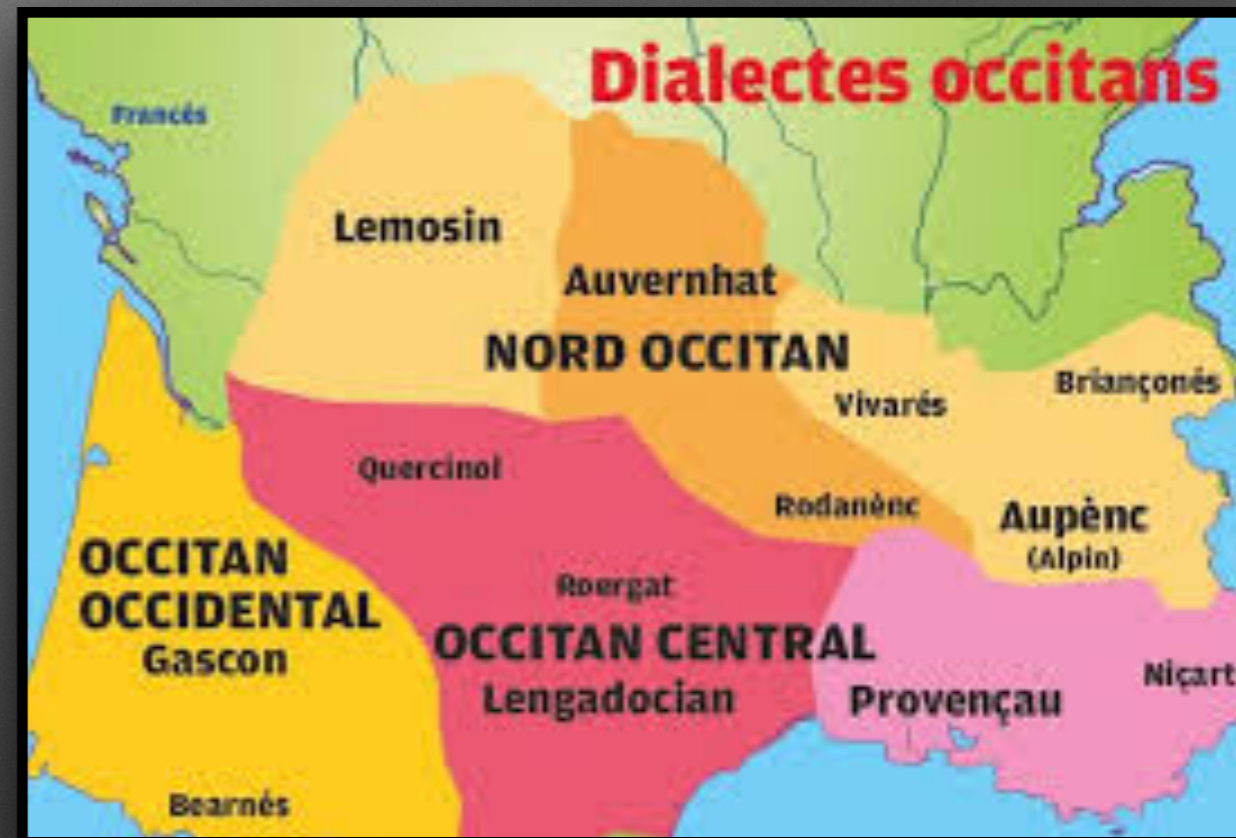 Dialectes occitans
Francés
Lemosin
Auvernhat
NORD OCCITAN
Briançonés
Vivarés
Quercinol
Rodanènc
Aupènc
(Alpin)
OCCITAN
OCCIDENTAL
Gascon
Roergat
OCCITAN CENTRAL
Lengadocian
Provençau
Niçart
Bearnés